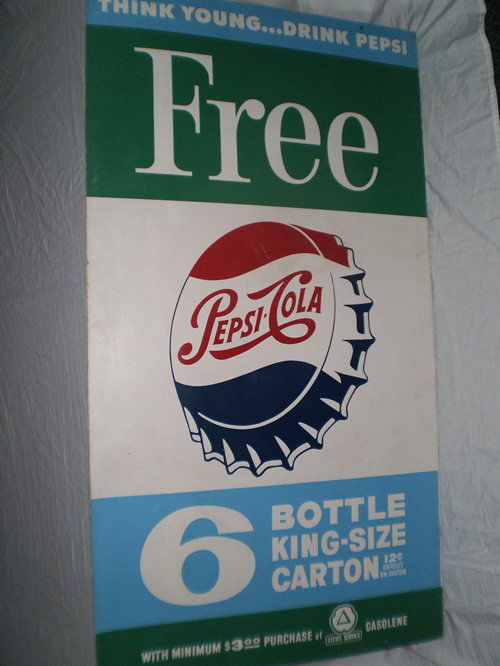 THINK YOUNG...DRINK PEPSI
Free
PEPSI·COLA
6 BOTTLE
KING-SIZE
CARTON 12¢
DEPOSIT
ON CARTON
WITH MINIMUM $3.00 PURCHASE of CITIES SERVICE GASOLENE